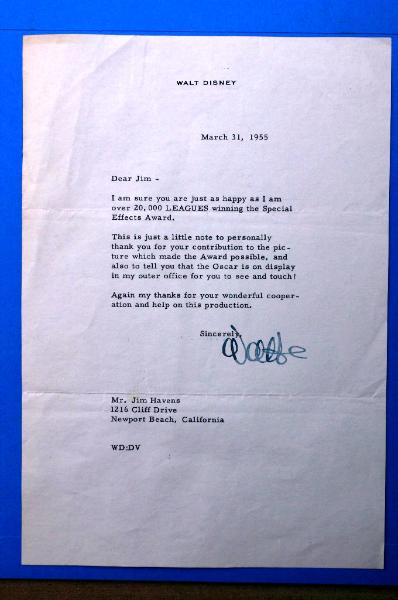 WALT DISNEY
March 31, 1955
Dear Jim -
I am sure you are just as happy as I am
over 20,000 LEAGUES winning the Special
Effects Award.
This is just a little note to personally
thank you for your contribution to the pic-
ture which made the Award possible, and
also to tell you that the Oscar is on display
in my outer office for you to see and touch!
Again my thanks for your wonderful cooper-
ation and help on this production.
Sincerely,
Walt
Mr. Jim Havens
1216 Cliff Drive
Newport Beach, California
WD:DV